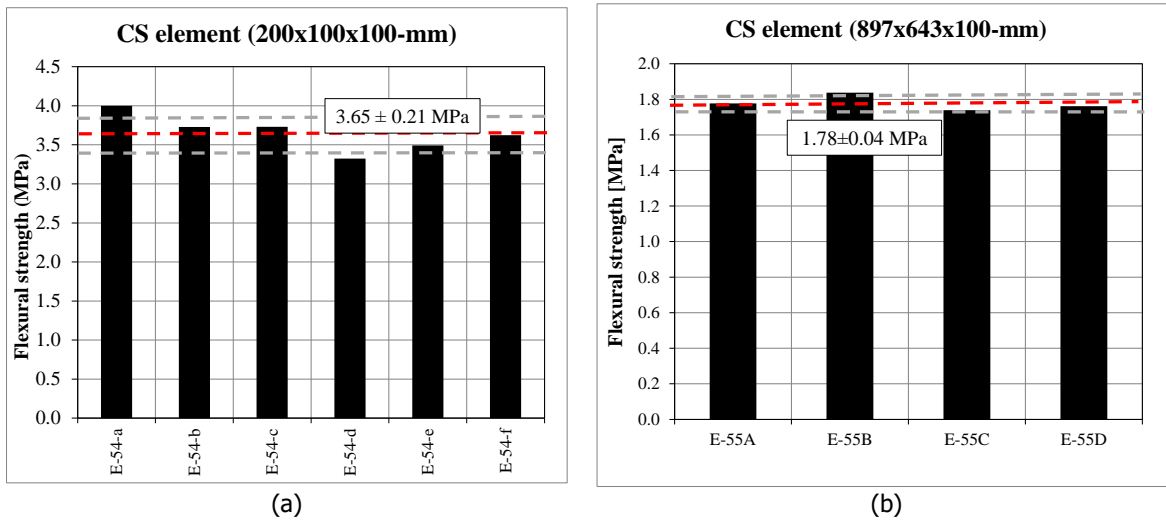 CS element (200x100x100-mm)
Flexural strength (MPa)
4.5
4.0
3.5
3.0
2.5
2.0
1.5
1.0
0.5
0.0
3.65 ± 0.21 MPa
E-54-a
E-54-b
E-54-c
E-54-d
E-54-e
E-54-f
(a)
CS element (897x643x100-mm)
Flexural strength [MPa]
2.0
1.8
1.6
1.4
1.2
1.0
0.8
0.6
0.4
0.2
0.0
1.78±0.04 MPa
E-55A
E-55B
E-55C
E-55D
(b)